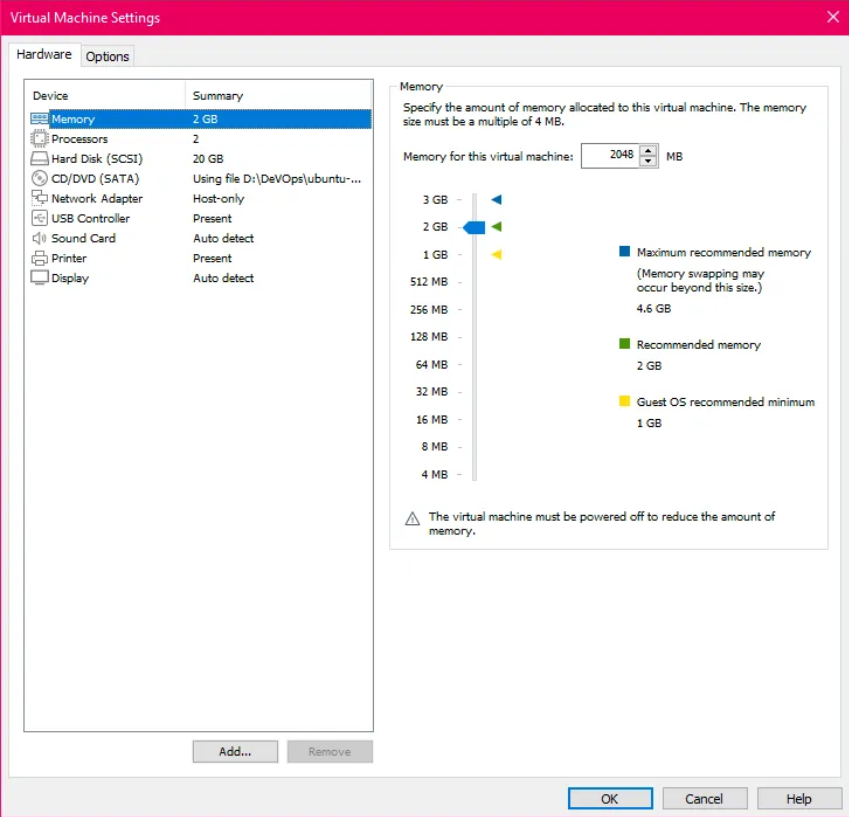 Virtual Machine Settings
Hardware
Options
Device Summary
Memory 2 GB
Processors 2
Hard Disk (SCSI) 20 GB
CD/DVD (SATA) Using file D:\DeVOps\ubuntu-...
Network Adapter Host-only
USB Controller Present
Sound Card Auto detect
Printer Present
Display Auto detect
Add...
Remove
Memory
Specify the amount of memory allocated to this virtual machine. The memory
size must be a multiple of 4 MB.
Memory for this virtual machine: 2048 MB
3 GB
2 GB
1 GB
512 MB
256 MB
128 MB
64 MB
32 MB
16 MB
8 MB
4 MB
Maximum recommended memory
(Memory swapping may
occur beyond this size.)
4.6 GB
Recommended memory
2 GB
Guest OS recommended minimum
1 GB
The virtual machine must be powered off to reduce the amount of
memory.
OK
Cancel
Help